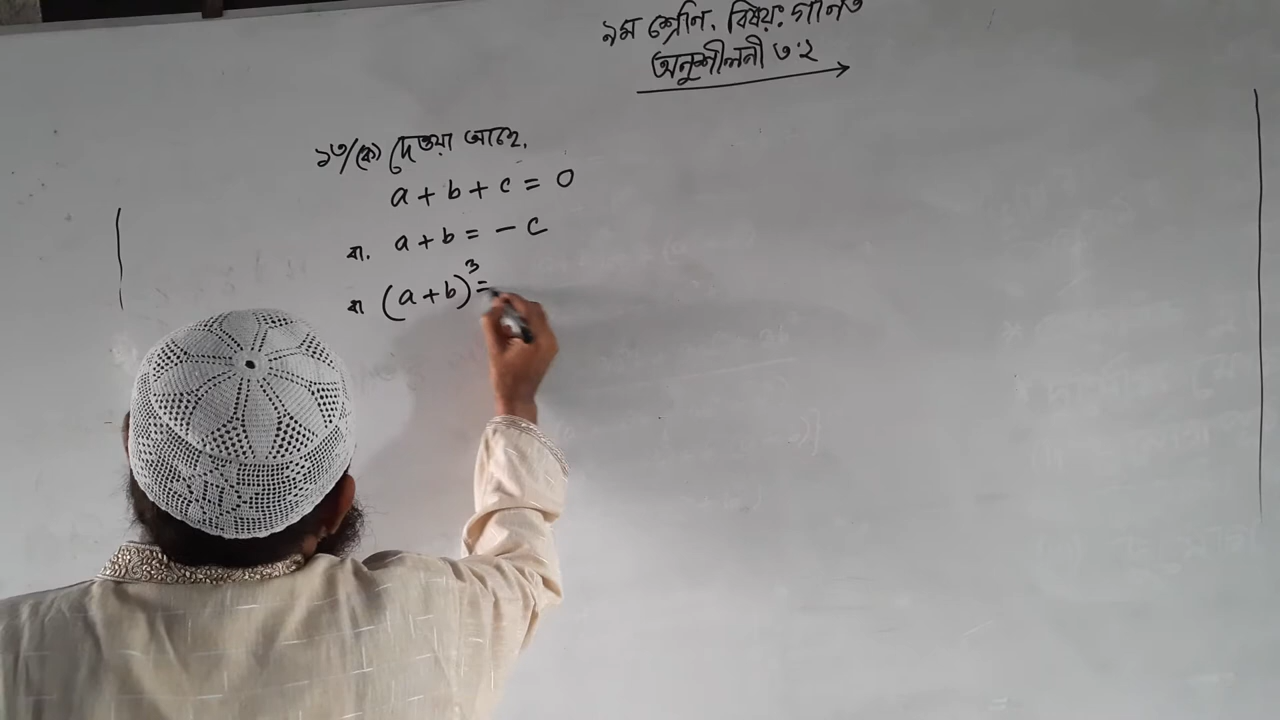 ৯ম শ্রেণি, বিষয়: গণিত
অনুশীলনী ৩.২
১৩/(ক) দেওয়া আছে,
a + b + c = 0
বা, a + b = - c
বা (a + b)³ =